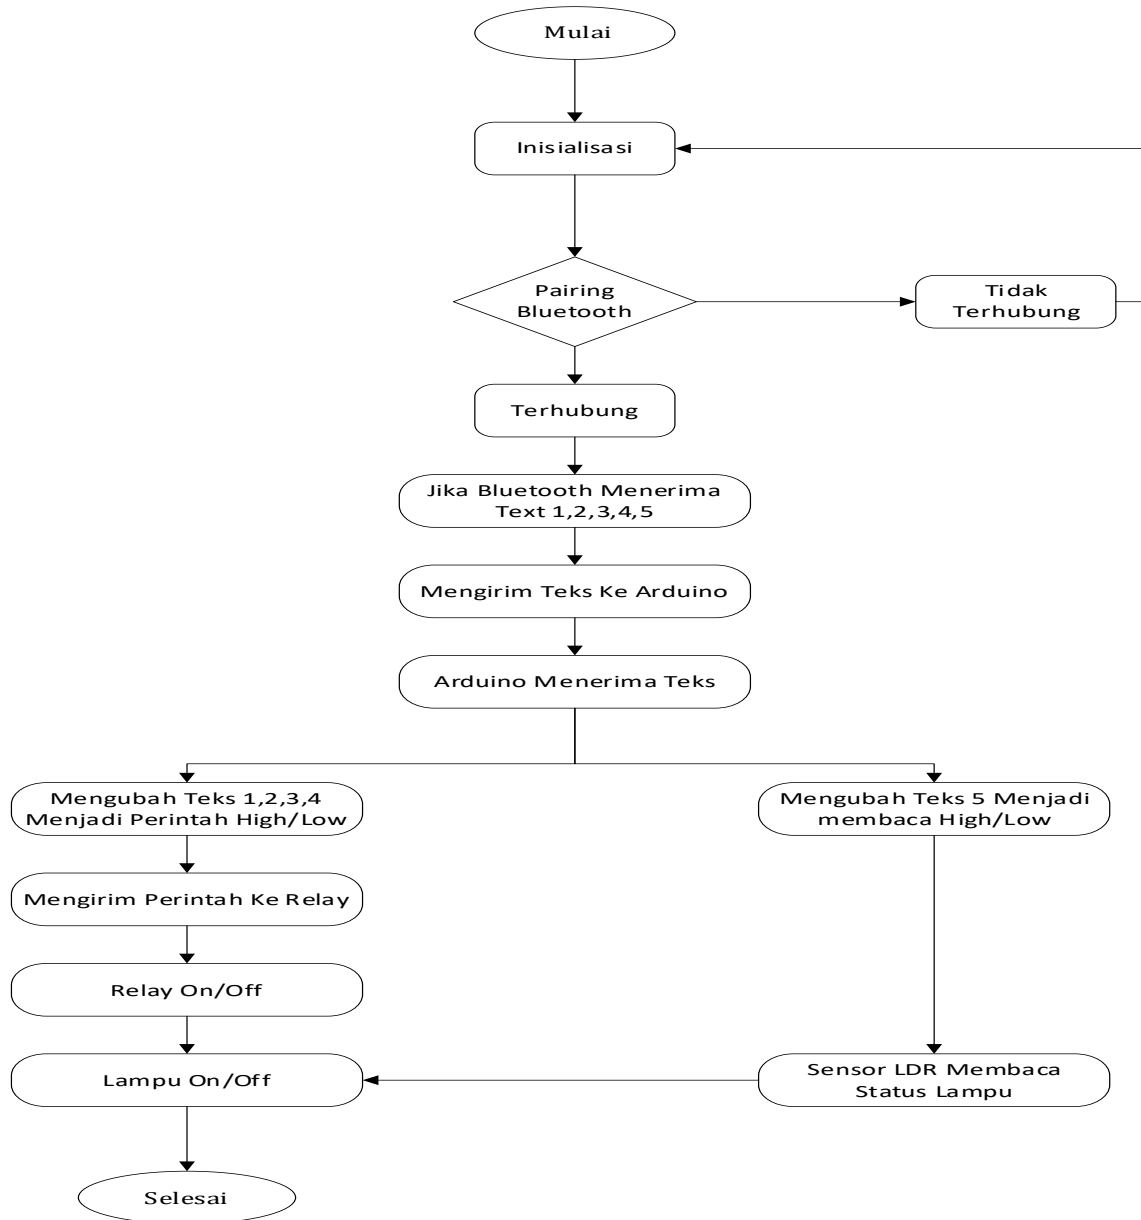 Mulai
Inisialisasi
Pairing
Bluetooth
Tidak
Terhubung
Terhubung
Jika Bluetooth Menerima
Text 1,2,3,4,5
Mengirim Teks Ke Arduino
Arduino Menerima Teks
Mengubah Teks 1,2,3,4
Menjadi Perintah High/Low
Mengubah Teks 5 Menjadi
membaca High/Low
Mengirim Perintah Ke Relay
Relay On/Off
Lampu On/Off
Sensor LDR Membaca
Status Lampu
Selesai